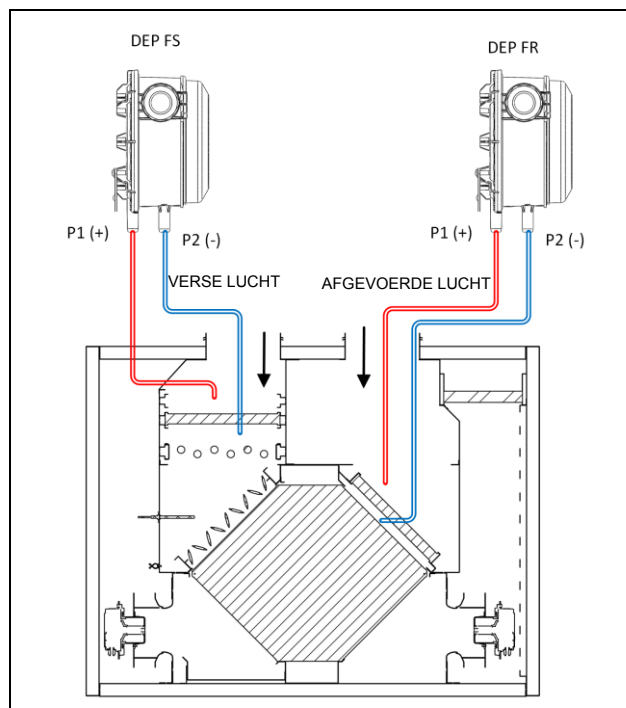 DEP FS
DEP FR
P1 (+)
P2 (-)
P1 (+)
P2 (-)
VERSE LUCHT
AFGEVOERDE LUCHT